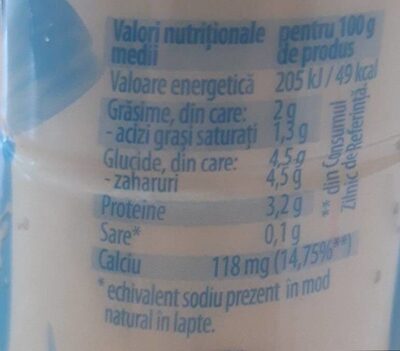 Valori nutriționale pentru 100 g
medii de produs
Valoare energetică 205 kJ / 49 kcal
Grăsime, din care: 2 g
- acizi grași saturați 1,3 g
Glucide, din care: 4,5 g
- zaharuri 4,5 g
Proteine 3,2 g
Sare* 0,1 g
Calciu 118 mg (14,75%**)
*echivalent sodiu prezent in mod
natural in lapte.
** din Consumul
Zilnic de Referință.